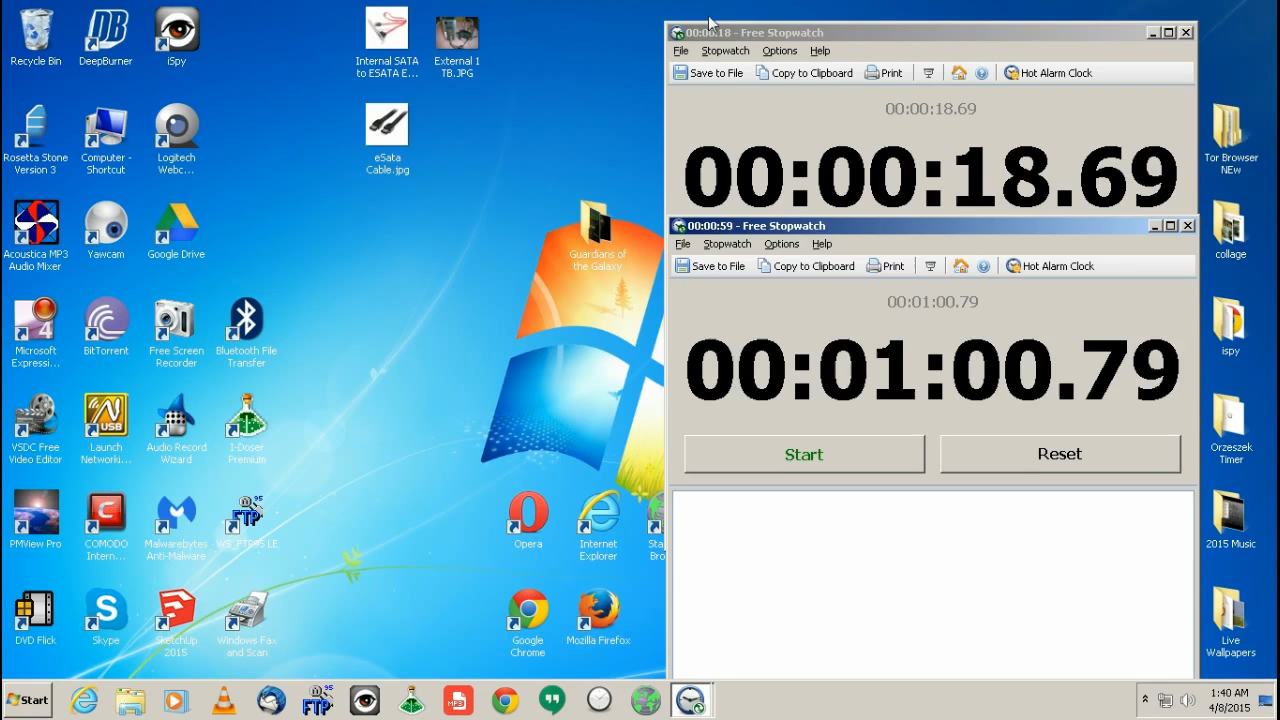 Recycle Bin
DeepBurner
iSpy
Internal SATA
to ESATA E...
External 1
TB.JPG
Rosetta Stone
Version 3
Computer -
Shortcut
Logitech
Webc...
eSata
Cable.jpg
Acoustica MP3
Audio Mixer
Yawcam
Google Drive
Guardians of
the Galaxy
Microsoft
Expressi...
BitTorrent
Free Screen
Recorder
Bluetooth File
Transfer
VSDC Free
Video Editor
Launch
Networki...
Audio Record
Wizard
I-Doser
Premium
PMView Pro
COMODO
Intern...
Malwarebytes
Anti-Malware
WS_FTP95 LE
Opera
Internet
Explorer
DVD Flick
Skype
SketchUp
2015
Windows Fax
and Scan
Google
Chrome
Mozilla Firefox
00:00:18 - Free Stopwatch
File Stopwatch Options Help
Save to File Copy to Clipboard Print Hot Alarm Clock
00:00:18.69
00:00:18.69
00:00:59 - Free Stopwatch
File Stopwatch Options Help
Save to File Copy to Clipboard Print Hot Alarm Clock
00:01:00.79
00:01:00.79
Start Reset
Tor Browser
NEw
collage
ispy
Orzeszek
Timer
2015 Music
Live
Wallpapers
Start
1:40 AM
4/8/2015